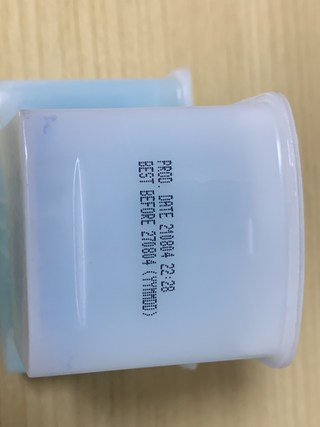 PROD. DATE 210804 22:28
BEST BEFORE 270804 (YYMMDD)